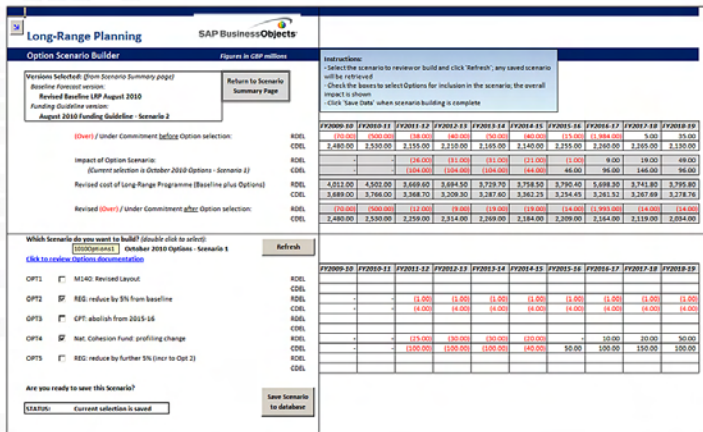 Long-Range Planning
SAP BusinessObjects
Option Scenario Builder Figures in GBP millions
Versions Selected: (from Scenario Summary page)
Baseline Forecast version:
Revised Baseline LRP August 2010
Funding Guideline version:
August 2010 Funding Guideline - Scenario 2
Return to Scenario
Summary Page
Instructions:
- Select the scenario to review or build and click 'Refresh'; any saved scenario
will be retrieved
- Check the boxes to select Options for inclusion in the scenario; the overall
impact is shown
- Click 'Save Data' when scenario building is complete
FY2009-10 FY2010-11 FY2011-12 FY2012-13 FY2013-14 FY2014-15 FY2015-16 FY2016-17 FY2017-18 FY2018-19
(Over) / Under Commitment before Option selection: RDEL (70.00) (500.00) (38.00) (40.00) (50.00) (40.00) (15.00) (1,984.00) 5.00 35.00
CDEL 2,480.00 2,530.00 2,155.00 2,210.00 2,165.00 2,140.00 2,255.00 2,260.00 2,265.00 2,130.00
Impact of Option Scenario: RDEL - - (26.00) (31.00) (31.00) (21.00) (1.00) 9.00 19.00 49.00
(Current selection is October 2010 Options - Scenario 1) CDEL - - (104.00) (104.00) (104.00) (44.00) 46.00 96.00 146.00 96.00
Revised cost of Long-Range Programme (Baseline plus Options) RDEL 4,012.00 4,502.00 3,669.60 3,694.50 3,729.70 3,758.50 3,790.40 5,698.30 3,741.80 3,795.80
CDEL 3,689.00 3,766.00 3,368.70 3,209.30 3,287.80 3,362.25 3,254.45 3,261.52 3,267.69 3,278.76
Revised (Over) / Under Commitment after Option selection: RDEL (70.00) (500.00) (12.00) (9.00) (19.00) (19.00) (14.00) (1,993.00) (14.00) (14.00)
CDEL 2,480.00 2,530.00 2,259.00 2,314.00 2,269.00 2,184.00 2,209.00 2,164.00 2,119.00 2,034.00
Which Scenario do you want to build? (double click to select):
1010Options1 October 2010 Options - Scenario 1
Refresh
Click to review Options documentation
FY2009-10 FY2010-11 FY2011-12 FY2012-13 FY2013-14 FY2014-15 FY2015-16 FY2016-17 FY2017-18 FY2018-19
OPT1 M140: Revised Layout RDEL
CDEL
OPT2 REG: reduce by 5% from baseline RDEL - - (1.00) (1.00) (1.00) (1.00) (1.00) (1.00) (1.00) (1.00)
CDEL - - (4.00) (4.00) (4.00) (4.00) (4.00) (4.00) (4.00) (4.00)
OPT3 CPT: abolish from 2015-16 RDEL
CDEL
OPT4 Nat. Cohesion Fund: profiling change RDEL - - (25.00) (30.00) (30.00) (20.00) - 10.00 20.00 50.00
CDEL - - (100.00) (100.00) (100.00) (40.00) 50.00 100.00 150.00 100.00
OPT5 REG: reduce by further 5% (incr to Opt 2) RDEL
CDEL
Are you ready to save this Scenario?
STATUS: Current selection is saved
Save Scenario
to database